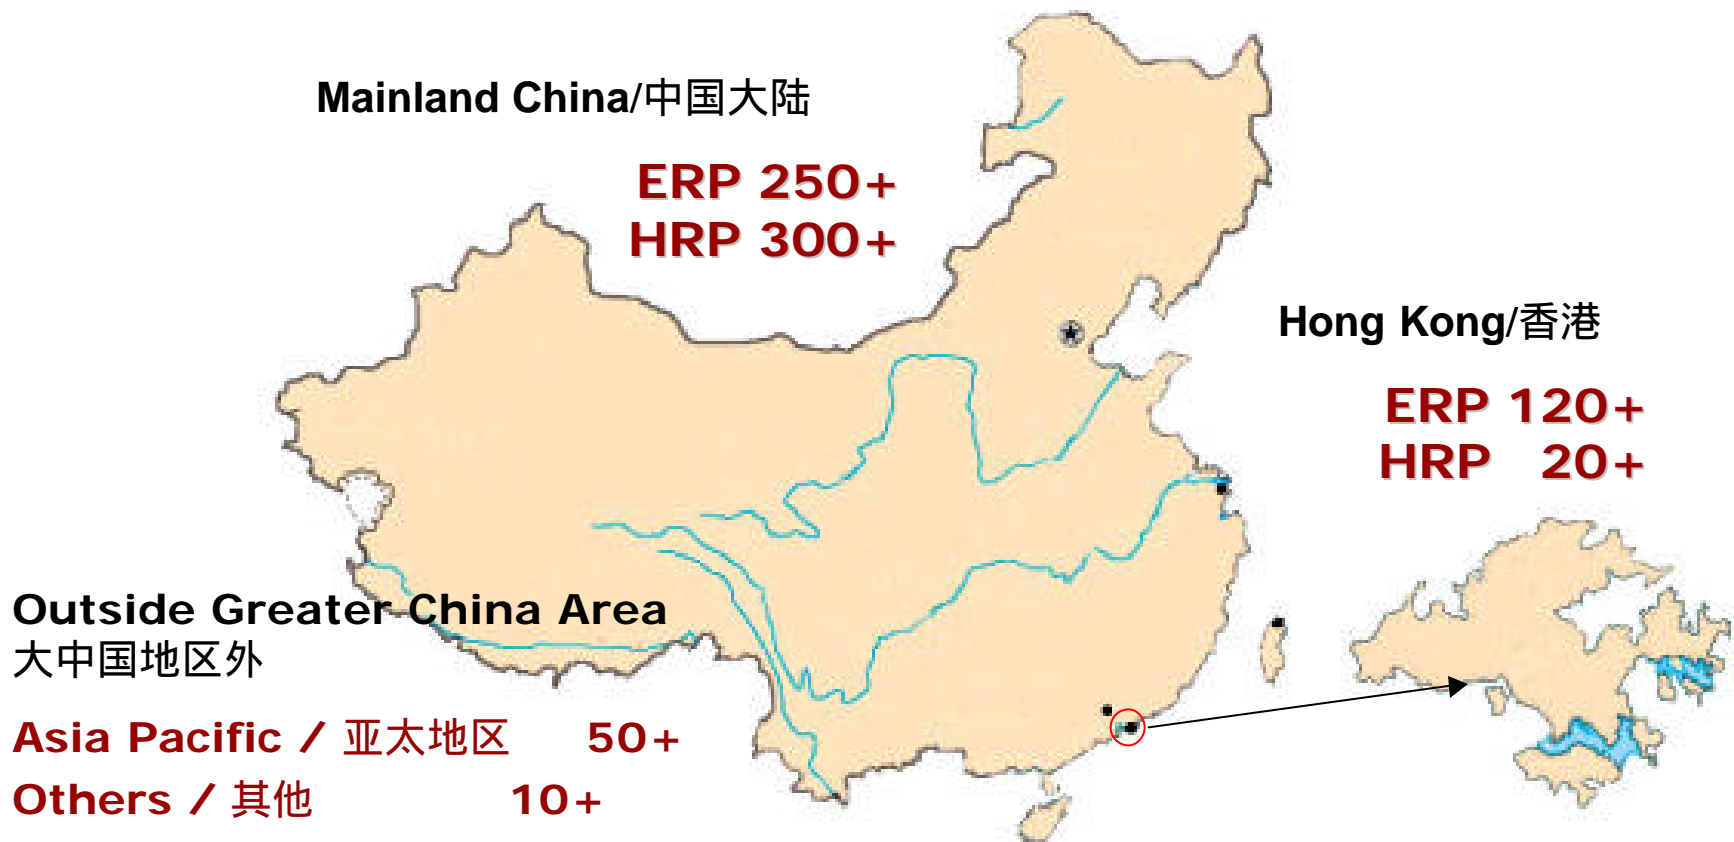 Mainland China/中国大陆
ERP 250+
HRP 300+
Hong Kong/香港
ERP 120+
HRP 20+
Outside Greater China Area
大中国地区外
Asia Pacific / 亚太地区 50+
Others / 其他 10+